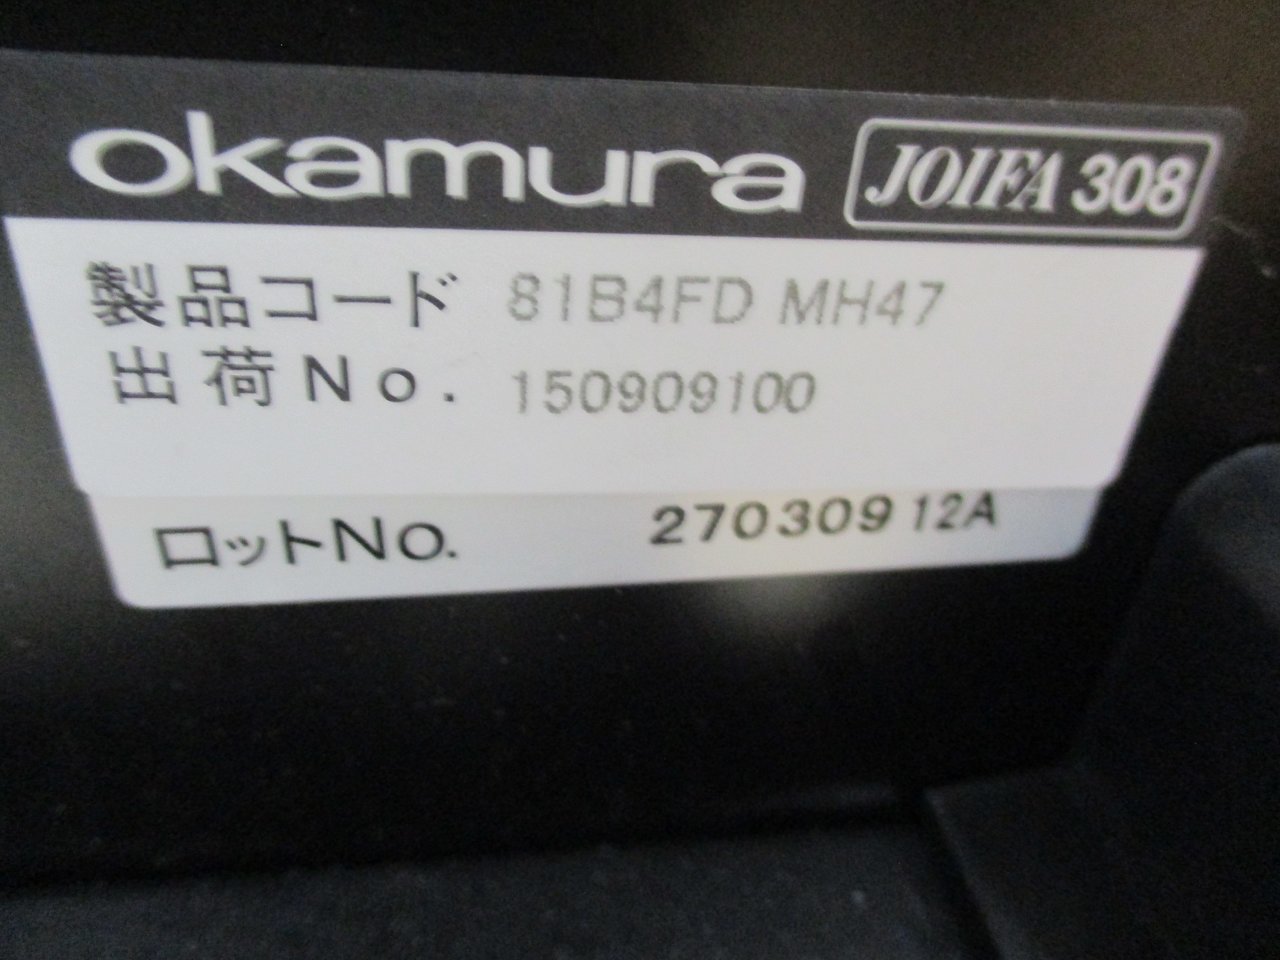 okamura JOIFA 308
製品コード 81B4FD MH47
出荷No. 150909100
ロットNo. 27030912A